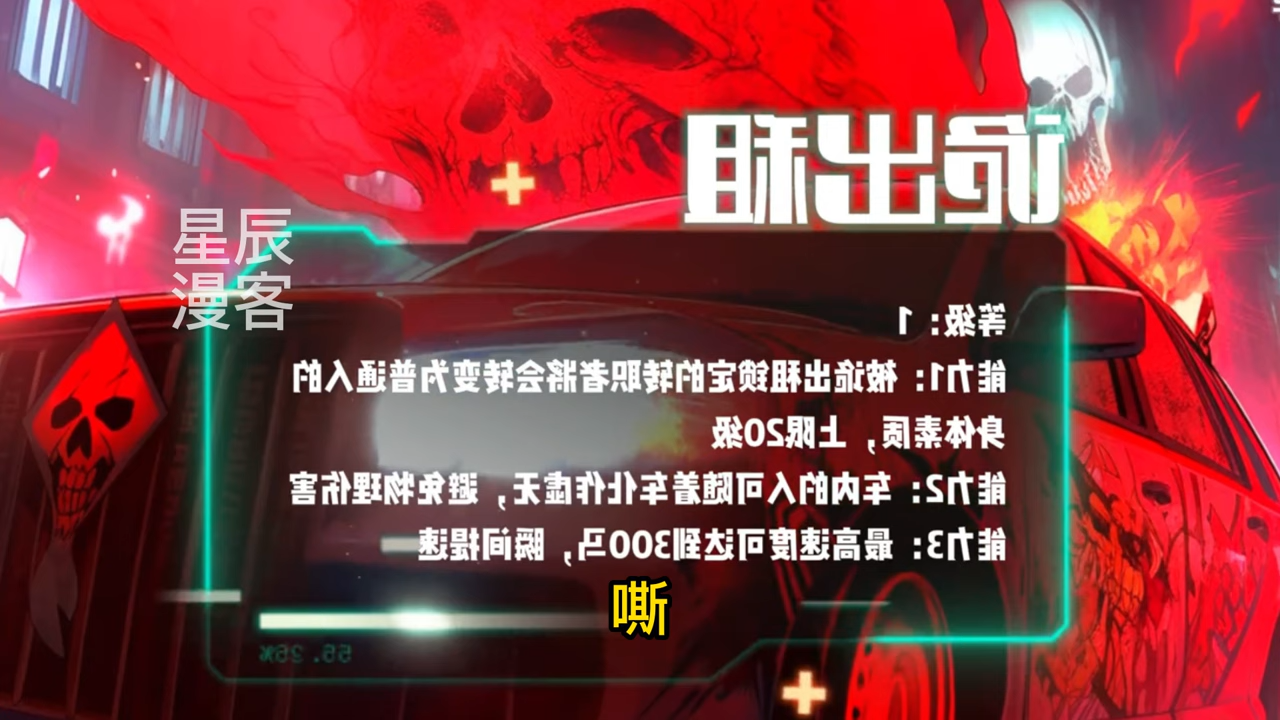 诡出租
星辰
漫客
等级：1
能力1：被诡出租锁定的转职者将会转变为普通人的
身体素质，上限20级
能力2：车内的人可随着车化作虚无，避免物理伤害
能力3：最高速度可达到300马，瞬间提速
嘶